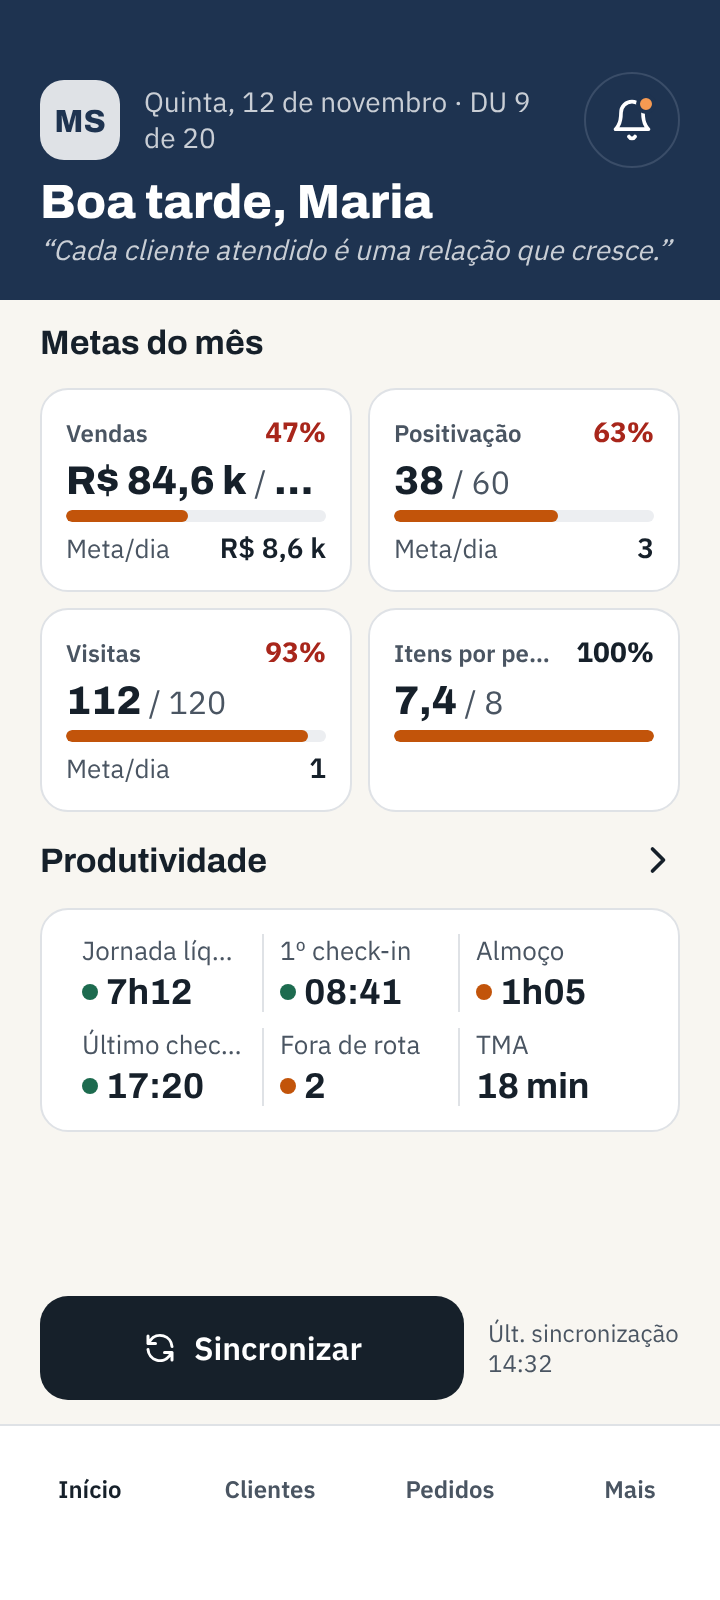 MS
Quinta, 12 de novembro · DU 9
de 20
Boa tarde, Maria
“Cada cliente atendido é uma relação que cresce.”
Metas do mês
Vendas 47%
R$ 84,6 k / ...
Meta/dia R$ 8,6 k
Positivação 63%
38 / 60
Meta/dia 3
Visitas 93%
112 / 120
Meta/dia 1
Itens por pe... 100%
7,4 / 8
Produtividade
Jornada líq... 1º check-in Almoço
7h12 08:41 1h05
Último chec... Fora de rota TMA
17:20 2 18 min
Sincronizar
Últ. sincronização
14:32
Início Clientes Pedidos Mais